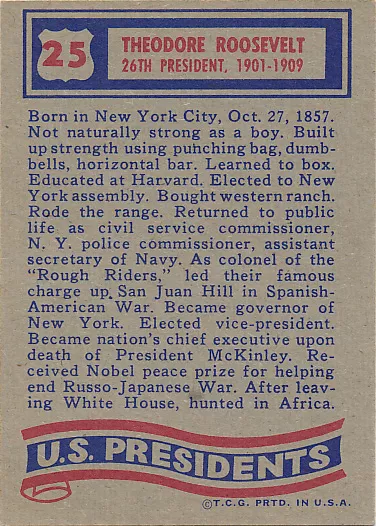 25
THEODORE ROOSEVELT
26TH PRESIDENT, 1901-1909
Born in New York City, Oct. 27, 1857.
Not naturally strong as a boy. Built
up strength using punching bag, dumb-
bells, horizontal bar. Learned to box.
Educated at Harvard. Elected to New
York assembly. Bought western ranch.
Rode the range. Returned to public
life as civil service commissioner,
N. Y. police commissioner, assistant
secretary of Navy. As colonel of the
"Rough Riders," led their famous
charge up San Juan Hill in Spanish-
American War. Became governor of
New York. Elected vice-president.
Became nation's chief executive upon
death of President McKinley. Re-
ceived Nobel peace prize for helping
end Russo-Japanese War. After leav-
ing White House, hunted in Africa.
U.S. PRESIDENTS
©T.C.G. PRTD. IN U.S.A.